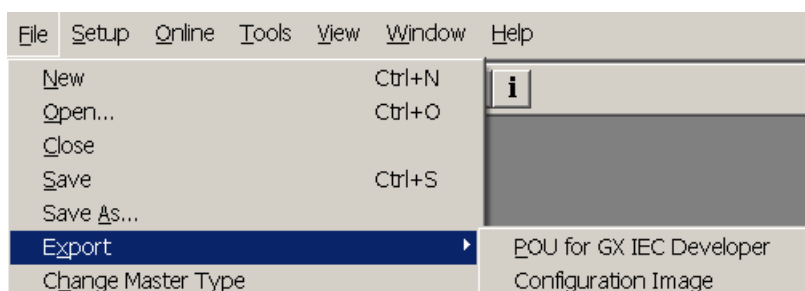 File Setup Online Tools View Window Help
New Ctrl+N
Open... Ctrl+O
i
Close
Save Ctrl+S
Save As...
Export POU for GX IEC Developer
Change Master Type Configuration Image